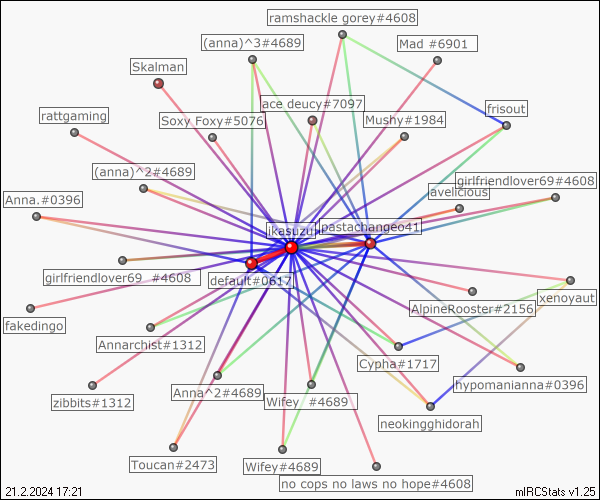 ramshackle gorey#4608
(anna)^3#4689
Mad #6901
Skalman
ace deucy#7097
rattgaming
Soxy Foxy#5076
Mushy#1984
frisout
(anna)^2#4689
avelicious
girlfriendlover69#4608
Anna.#0396
ikasuzu
pastachangeo41
girlfriendlover69 #4608
default#0617
xenoyaut
fakedingo
AlpineRooster#2156
Annarchist#1312
Cypha#1717
hypomanianna#0396
zibbits#1312
Anna^2#4689
Wifey #4689
neokingghidorah
Toucan#2473
Wifey#4689
no cops no laws no hope#4608
21.2.2024 17:21
mIRCStats v1.25